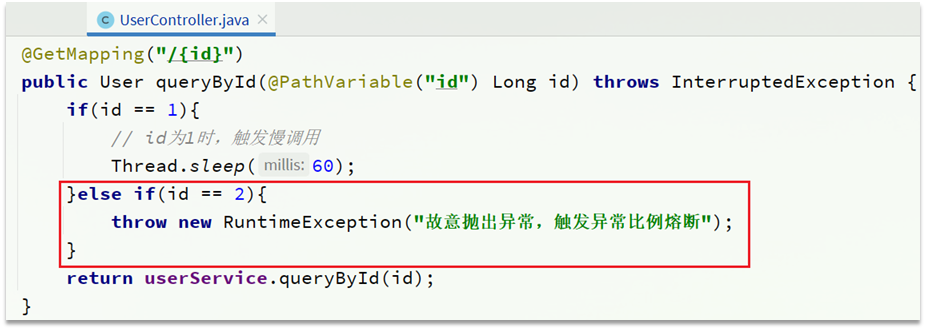 C UserController.java ×
@GetMapping("/{id}")
public User queryById(@PathVariable("id") Long id) throws InterruptedException {
    if(id == 1){
        // id为1时，触发慢调用
        Thread.sleep( millis: 60);
    }else if(id == 2){
        throw new RuntimeException("故意抛出异常，触发异常比例熔断");
    }
    return userService.queryById(id);
}